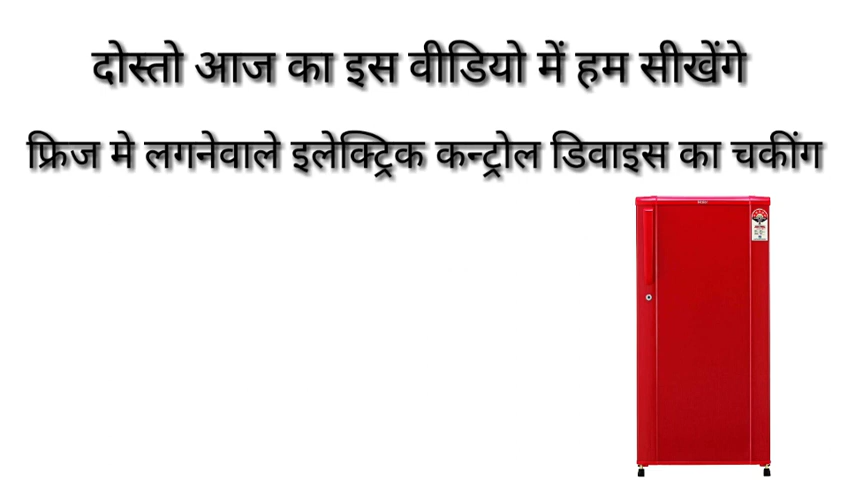 दोस्तो आज का इस वीडियो में हम सीखेंगे
फ्रिज मे लगनेवाले इलेक्ट्रिक कन्ट्रोल डिवाइस का चकींग